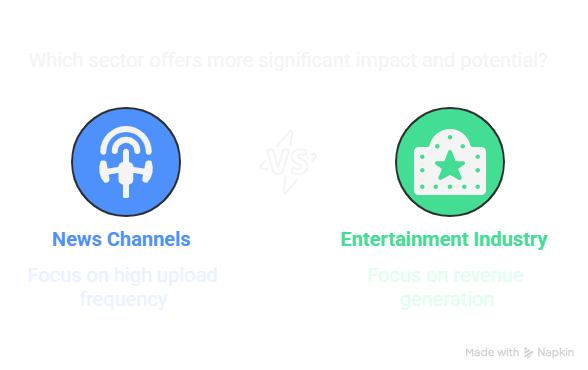 Which sector offers more significant impact and potential?
VS?
News Channels
Entertainment Industry
Focus on high upload
frequency
Focus on revenue
generation
Made with Napkin